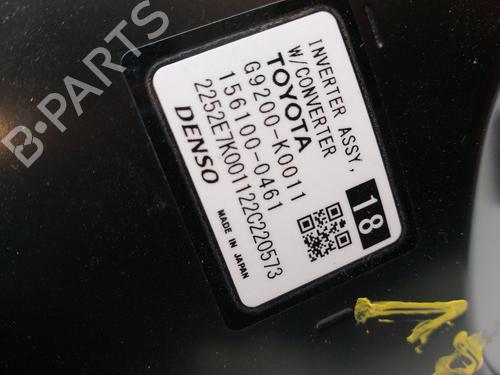 INVERTER ASSY,
W/CONVERTER
TOYOTA
G9200-K0011
156100-0461
2252E7K001122C220573
DENSO
MADE IN JAPAN
18
B-PARTS